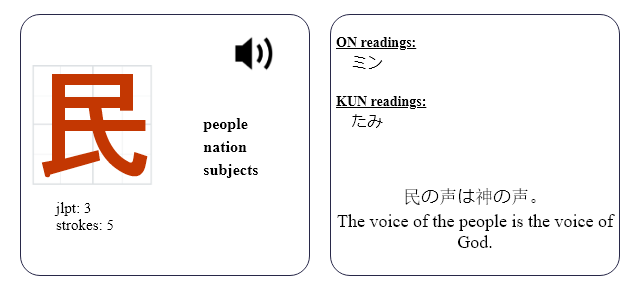 民
people
nation
subjects
jlpt: 3
strokes: 5
ON readings:
ミン
KUN readings:
たみ
民の声は神の声。
The voice of the people is the voice of
God.